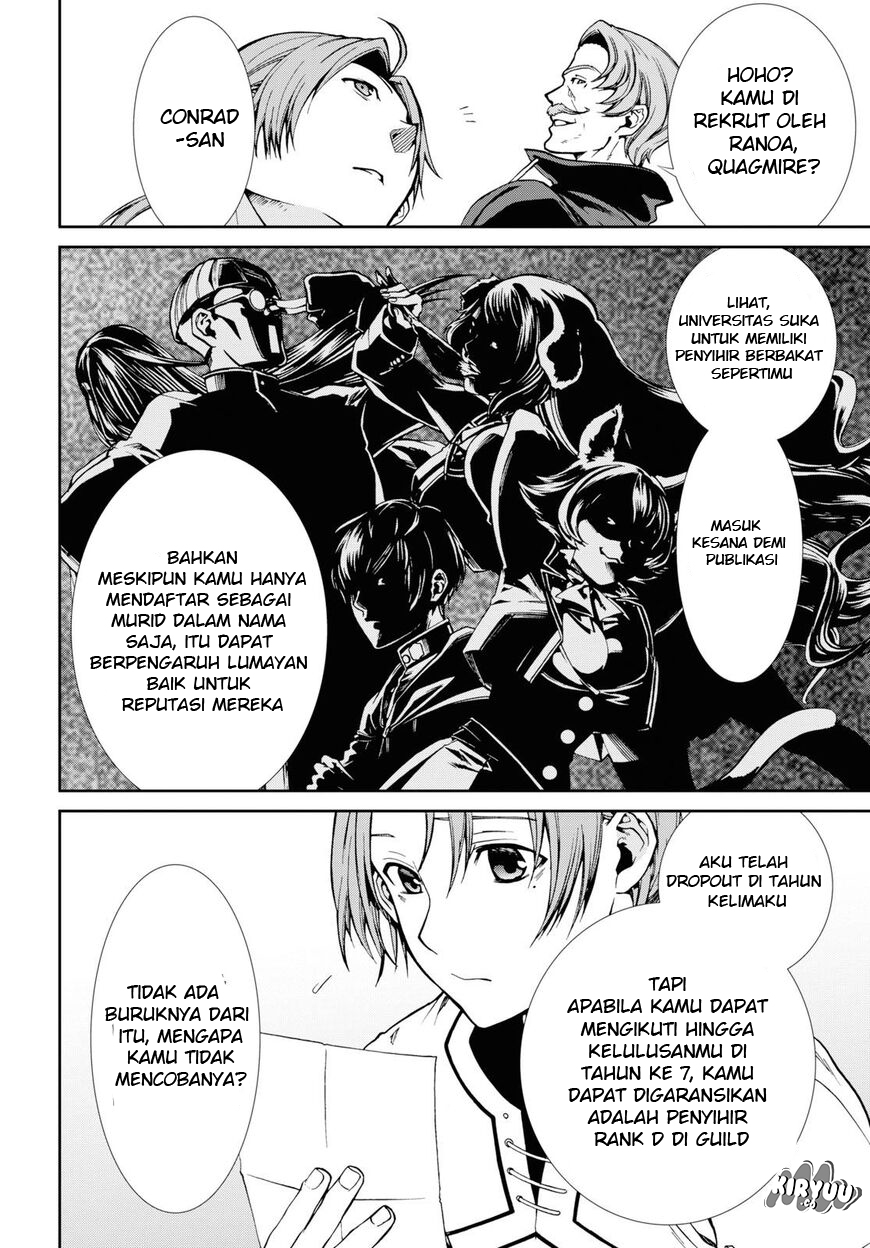 HOHO?
KAMU DI
REKRUT OLEH
RANOA,
QUAGMIRE?
CONRAD
-SAN
LIHAT,
UNIVERSITAS SUKA
UNTUK MEMILIKI
PENYIHIR BERBAKAT
SEPERTIMU
MASUK
KESANA DEMI
PUBLIKASI
BAHKAN
MESKIPUN KAMU HANYA
MENDAFTAR SEBAGAI
MURID DALAM NAMA
SAJA, ITU DAPAT
BERPENGARUH LUMAYAN
BAIK UNTUK
REPUTASI MEREKA
AKU TELAH
DROPOUT DI TAHUN
KELIMAKU
TAPI
APABILA KAMU DAPAT
MENGIKUTI HINGGA
KELULUSANMU DI
TAHUN KE 7, KAMU
DAPAT DIGARANSIKAN
ADALAH PENYIHIR
RANK D DI GUILD
TIDAK ADA
BURUKNYA DARI
ITU, MENGAPA
KAMU TIDAK
MENCOBANYA?
KIRYUU
.co